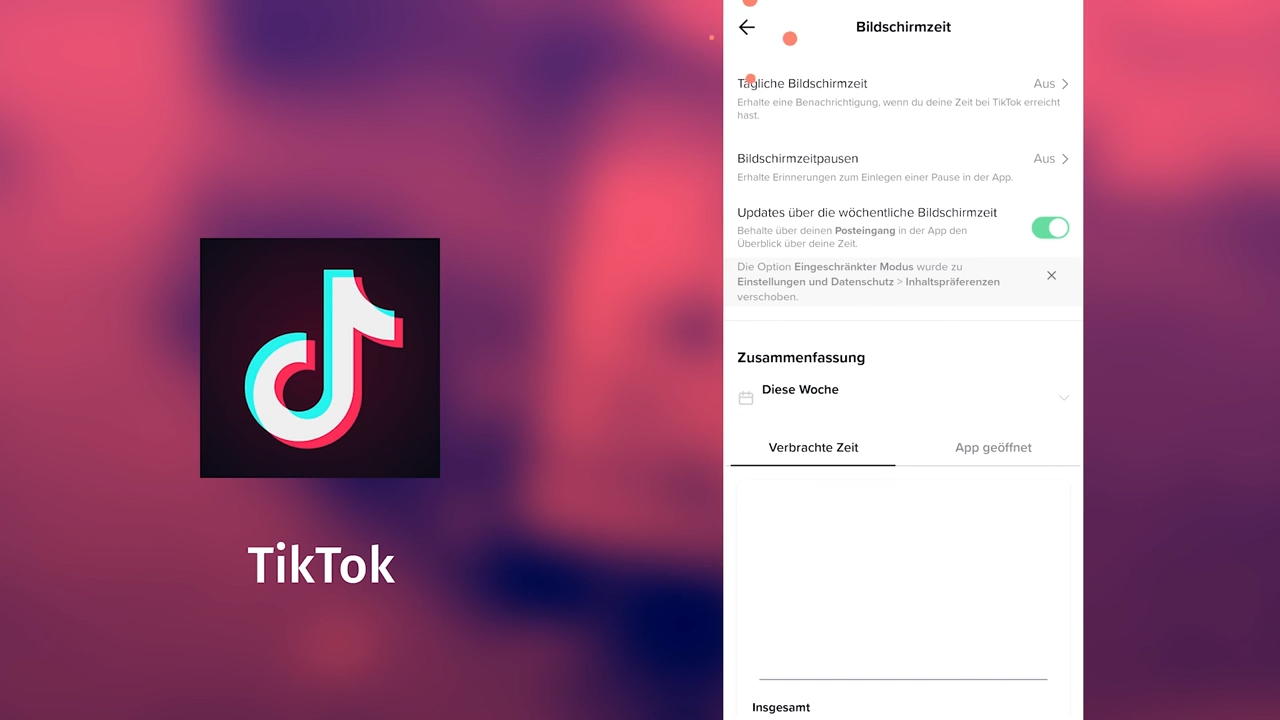 TikTok
Bildschirmzeit
Tägliche Bildschirmzeit
Aus
Erhalte eine Benachrichtigung, wenn du deine Zeit bei TikTok erreicht
hast.
Bildschirmzeitpausen
Aus
Erhalte Erinnerungen zum Einlegen einer Pause in der App.
Updates über die wöchentliche Bildschirmzeit
Behalte über deinen Posteingang in der App den
Überblick über deine Zeit.
Die Option Eingeschränkter Modus wurde zu
Einstellungen und Datenschutz > Inhaltspräferenzen
verschoben.
Zusammenfassung
Diese Woche
Verbrachte Zeit
App geöffnet
Insgesamt